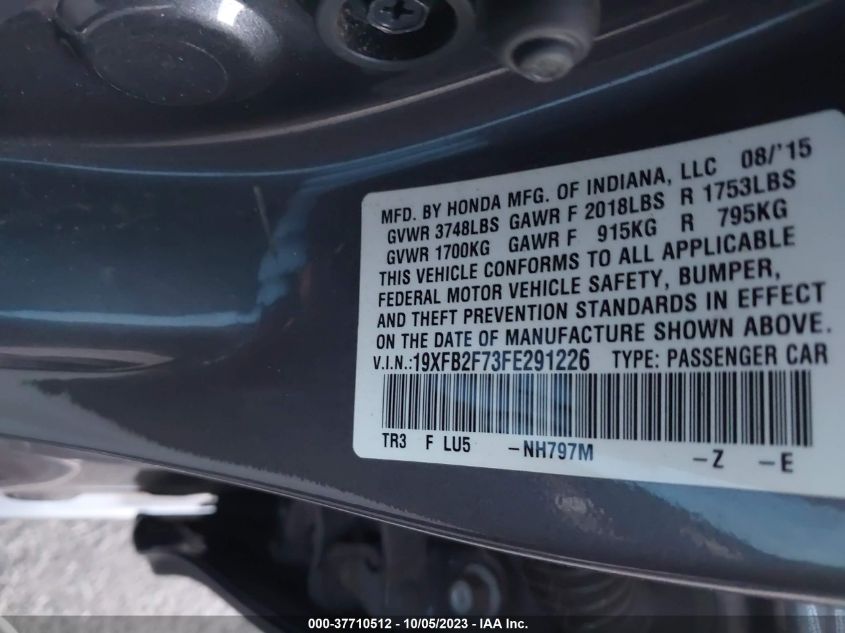 MFD. BY HONDA MFG. OF INDIANA, LLC 08/'15
GVWR 3748LBS GAWR F 2018LBS R 1753LBS
GVWR 1700KG GAWR F 915KG R 795KG
THIS VEHICLE CONFORMS TO ALL APPLICABLE
FEDERAL MOTOR VEHICLE SAFETY, BUMPER,
AND THEFT PREVENTION STANDARDS IN EFFECT
ON THE DATE OF MANUFACTURE SHOWN ABOVE.
V.I.N.:19XFB2F73FE291226 TYPE: PASSENGER CAR
TR3 F LU5 -NH797M -Z -E
000-37710512 - 10/05/2023 - IAA Inc.